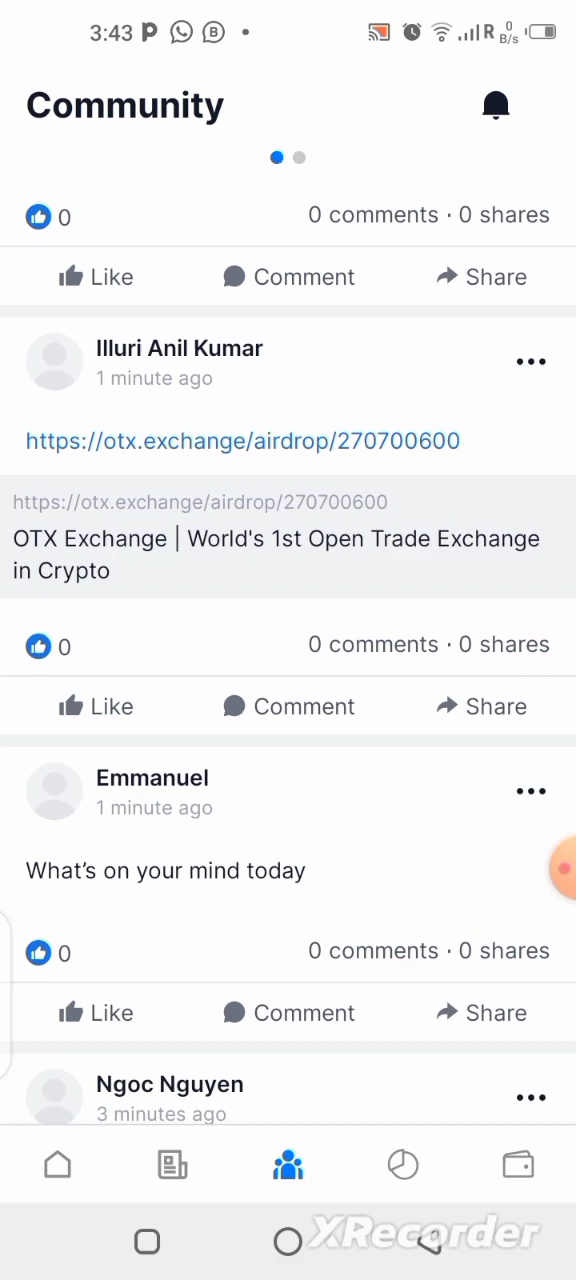 3:43
R 0 B/s
Community
0
0 comments · 0 shares
Like Comment Share
Illuri Anil Kumar
1 minute ago
https://otx.exchange/airdrop/270700600
https://otx.exchange/airdrop/270700600
OTX Exchange | World's 1st Open Trade Exchange
in Crypto
0
0 comments · 0 shares
Like Comment Share
Emmanuel
1 minute ago
What's on your mind today
0
0 comments · 0 shares
Like Comment Share
Ngoc Nguyen
3 minutes ago
XRecorder